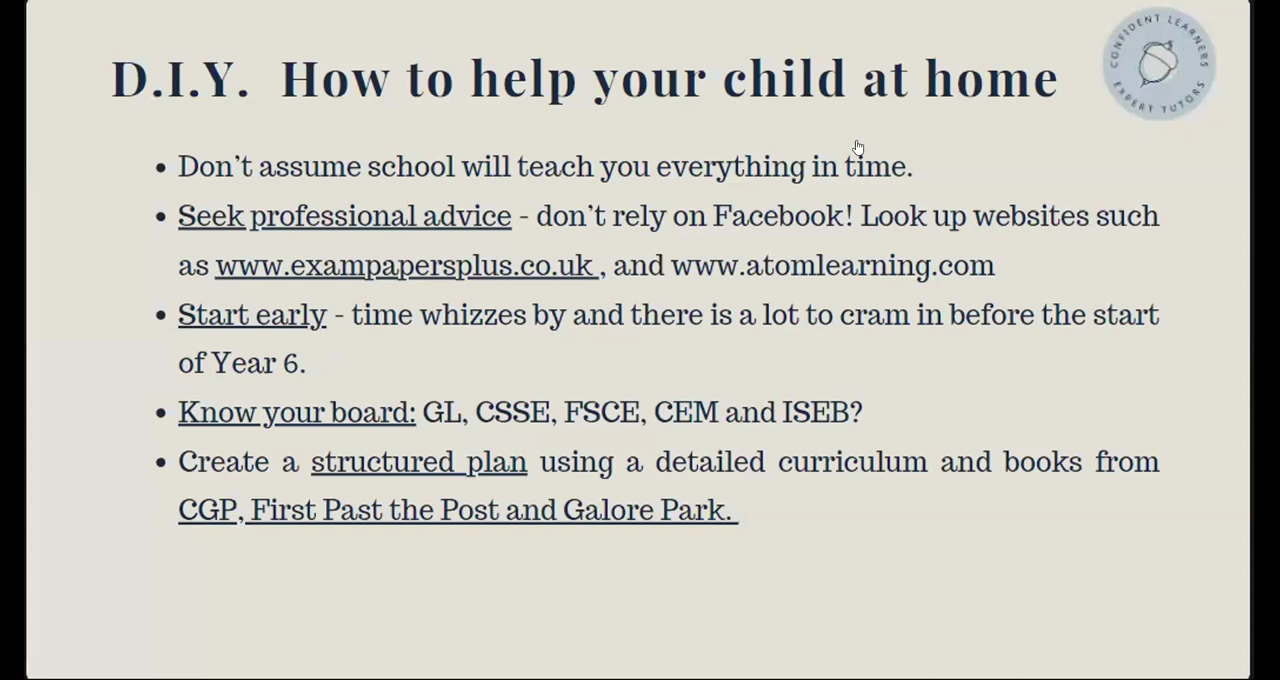 D.I.Y. How to help your child at home
CONFIDENT LEARNERS
EXPERT TUTORS
• Don’t assume school will teach you everything in time.
• Seek professional advice - don’t rely on Facebook! Look up websites such
as www.exampapersplus.co.uk , and www.atomlearning.com
• Start early - time whizzes by and there is a lot to cram in before the start
of Year 6.
• Know your board: GL, CSSE, FSCE, CEM and ISEB?
• Create a structured plan using a detailed curriculum and books from
CGP, First Past the Post and Galore Park.